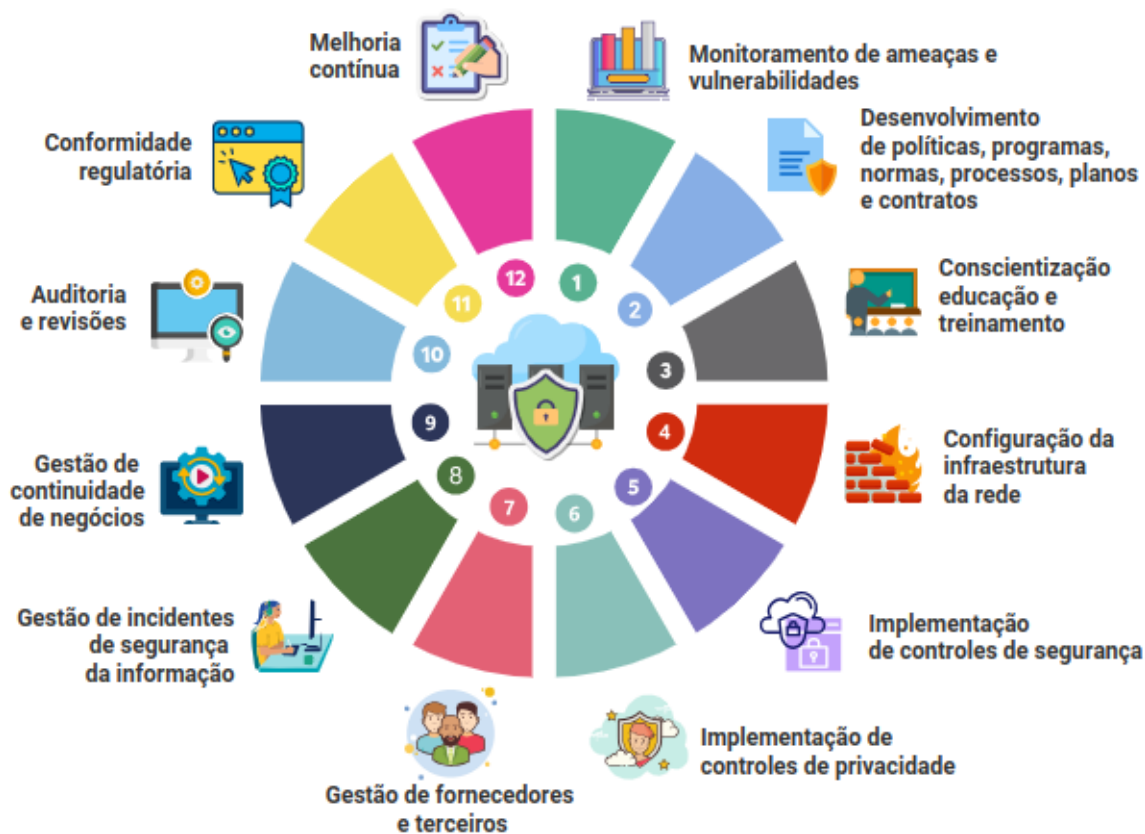 Melhoria
contínua
Monitoramento de ameaças e
vulnerabilidades
Desenvolvimento
de políticas, programas,
normas, processos, planos
e contratos
Conscientização
educação e
treinamento
Configuração da
infraestrutura
da rede
Implementação
de controles de segurança
Implementação de
controles de privacidade
Gestão de fornecedores
e terceiros
Gestão de incidentes
de segurança
da informação
Gestão de
continuidade
de negócios
Auditoria
e revisões
Conformidade
regulatória
1
2
3
4
5
6
7
8
9
10
11
12